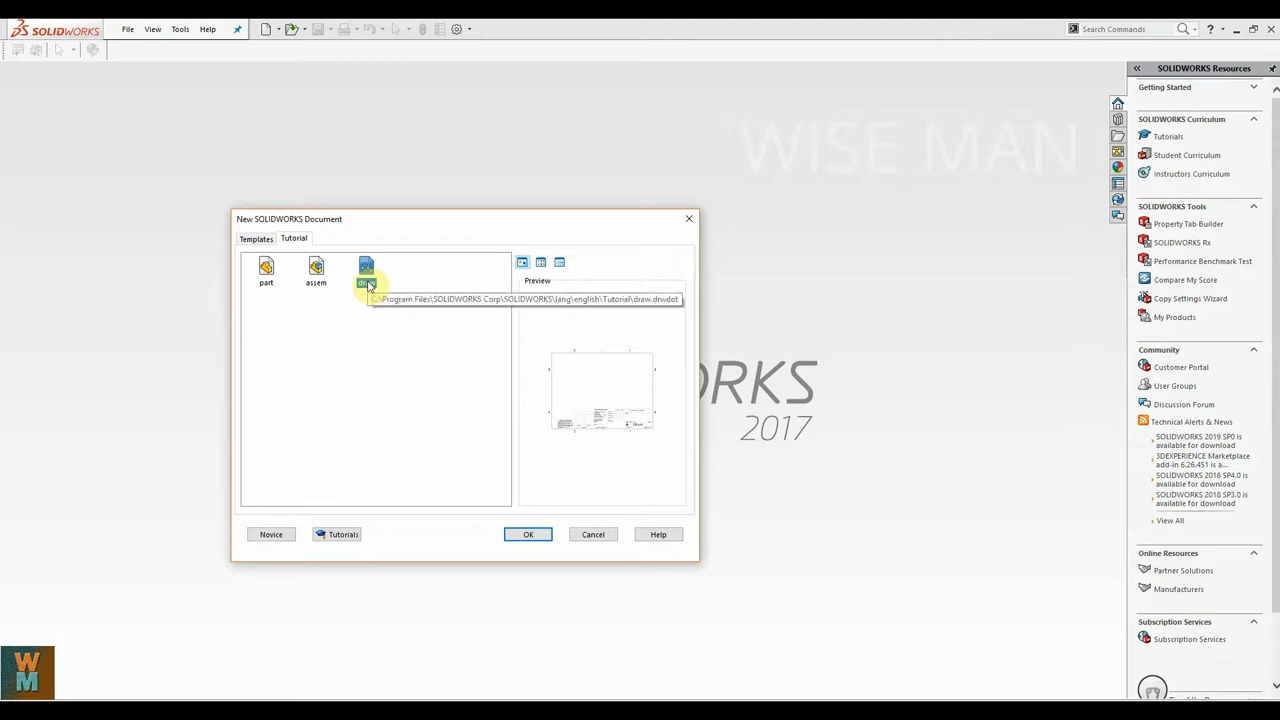 SOLIDWORKS
File View Tools Help
Search Commands
SOLIDWORKS Resources
Getting Started
WISE MAN
SOLIDWORKS Curriculum
Tutorials
Student Curriculum
Instructors Curriculum
SOLIDWORKS Tools
Property Tab Builder
SOLIDWORKS Rx
Performance Benchmark Test
Compare My Score
Copy Settings Wizard
My Products
Community
Customer Portal
User Groups
Discussion Forum
Technical Alerts & News
SOLIDWORKS 2019 SP0 is
available for download
3DEXPERIENCE Marketplace
add-in 6.26.451 is a...
SOLIDWORKS 2018 SP4.0 is
available for download
SOLIDWORKS 2018 SP3.0 is
available for download
View All
Online Resources
Partner Solutions
Manufacturers
Subscription Services
Subscription Services
New SOLIDWORKS Document
Templates Tutorial
part assem
C:\Program Files\SOLIDWORKS Corp\SOLIDWORKS\lang\english\Tutorial\draw.drwdot
Preview
ORKS
2017
Novice Tutorials OK Cancel Help
WM